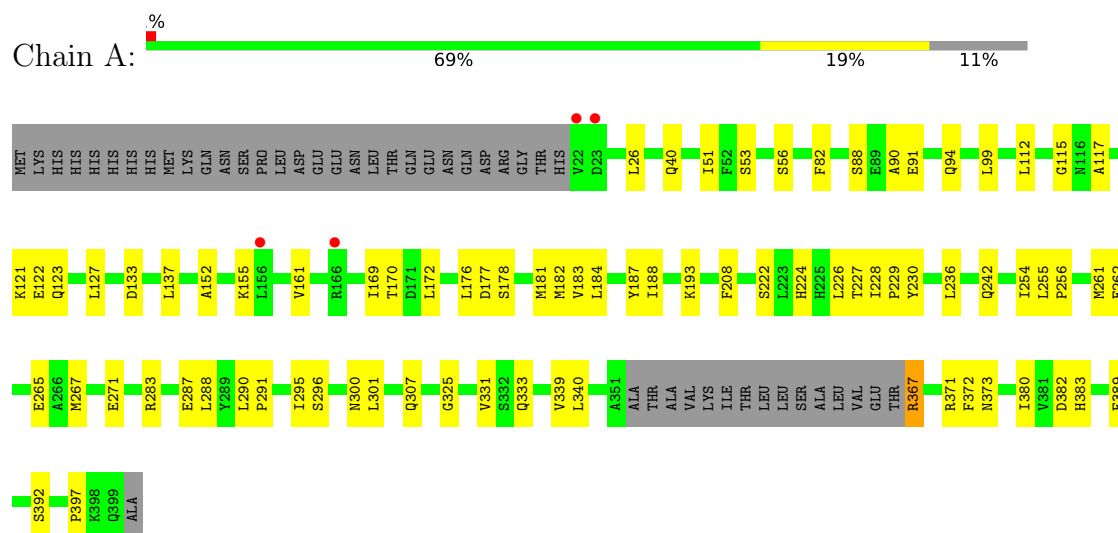 %
Chain A:
69% 19% 11%
MET LYS HIS HIS HIS HIS HIS HIS MET LYS GLN ASN SER PRO LEU ASP GLU GLU ASN LEU THR GLN GLU ASN GLN ASP ARG GLY THR HIS V22 D23 L26 Q40 I51 F52 S53 S56 F82 S88 E89 A90 E91 Q94 L99 L112 G115 N116 A117
K121 E122 Q123 L127 D133 L137 A152 K155 L156 V161 R166 I169 T170 D171 L172 L176 D177 S178 M181 M182 V183 L184 Y187 I188 K193 F208 S222 L223 H224 H225 L226 T227 I228 P229 Y230 L236 Q242 I254 L255 P256 M261
E265 A266 M267 E271 R283 E287 L288 Y289 L290 P291 I295 S296 N300 L301 Q307 G325 V331 S332 Q333 V339 L340 A351 ALA THR ALA VAL LYS ILE THR LEU LEU SER ALA LEU VAL GLU THR R367 R371 F372 N373 I380 V381 D382 H383
S392 P397 K398 Q399 ALA